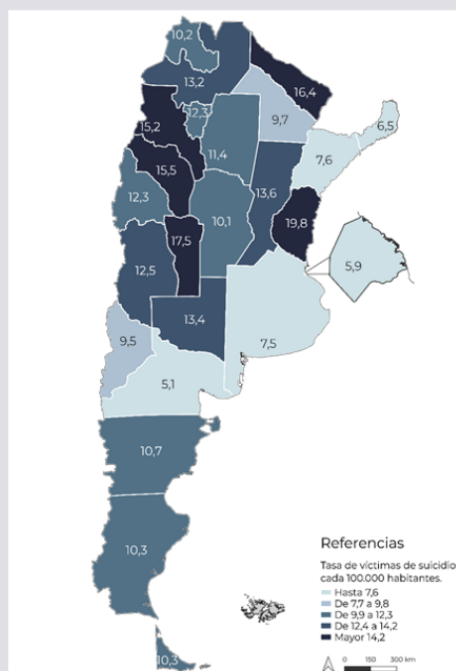 10,2
13,2
16,4
12,3
9,7
15,2
6,5
11,4
7,6
15,5
12,3
13,6
10,1
19,8
17,5
5,9
12,5
13,4
9,5
7,5
5,1
10,7
10,3
Referencias
Tasa de víctimas de suicidio
cada 100.000 habitantes.
Hasta 7,6
De 7,7 a 9,8
De 9,9 a 12,3
De 12,4 a 14,2
Mayor 14,2
10,3
0 150 300 km